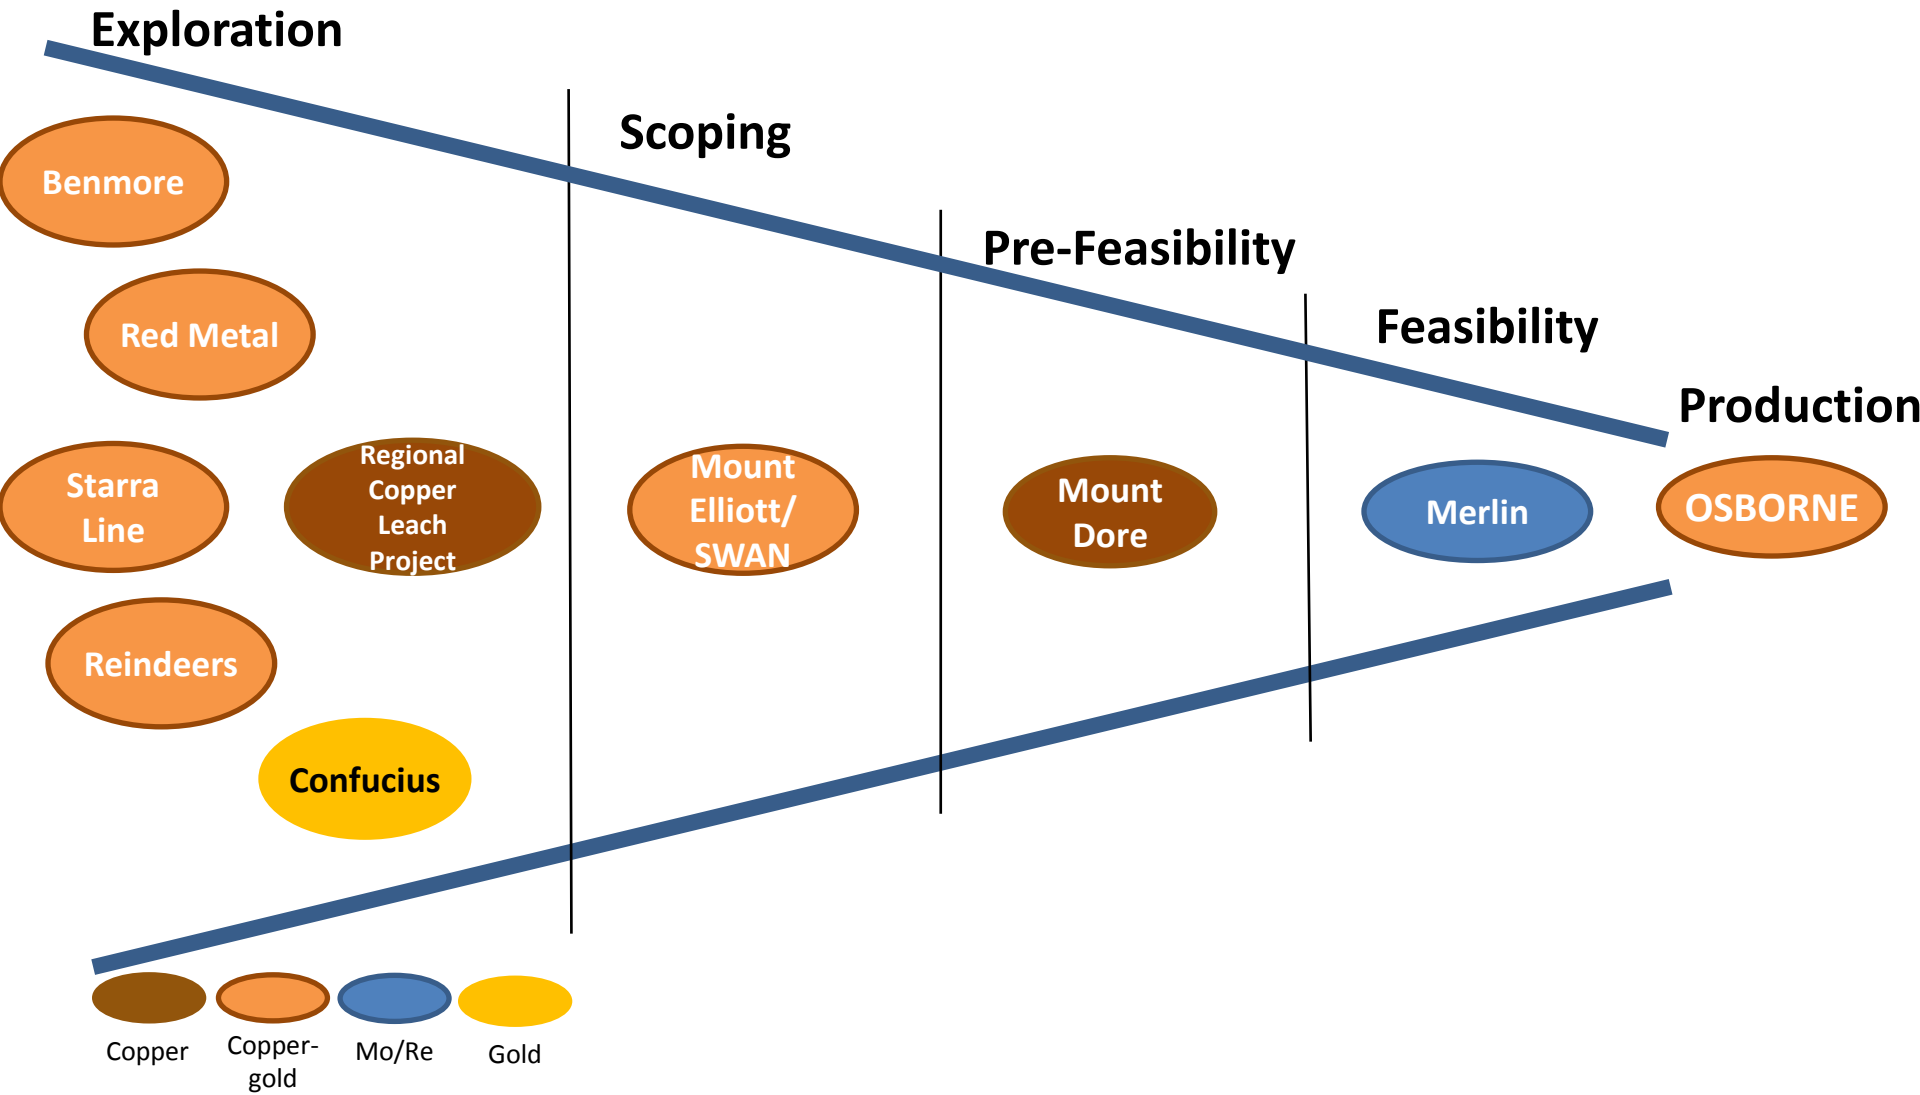 Exploration
Scoping
Pre-Feasibility
Feasibility
Production
Benmore
Red Metal
Starra
Line
Regional
Copper
Leach
Project
Mount
Elliott/
SWAN
Mount
Dore
Merlin
OSBORNE
Reindeers
Confucius
Copper
Copper-
gold
Mo/Re
Gold